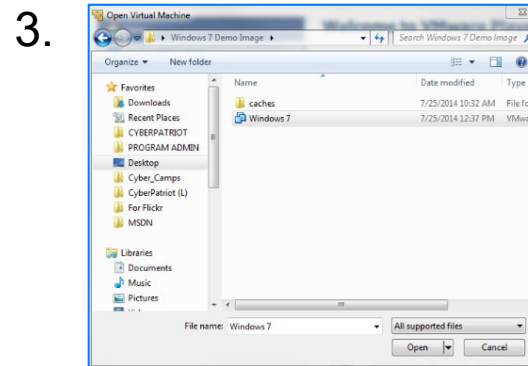 3.
Open Virtual Machine
Windows 7 Demo Image
Search Windows 7 Demo Image
Organize
New folder
Name
Date modified
Type
Favorites
Downloads
Recent Places
CYBERPATRIOT
PROGRAM ADMIN
Desktop
Cyber_Camps
CyberPatriot (L)
For Flickr
MSDN
Libraries
Documents
Music
Pictures
caches
7/25/2014 10:32 AM
File fo
Windows 7
7/25/2014 12:37 PM
VMwa
File name:
Windows 7
All supported files
Open
Cancel